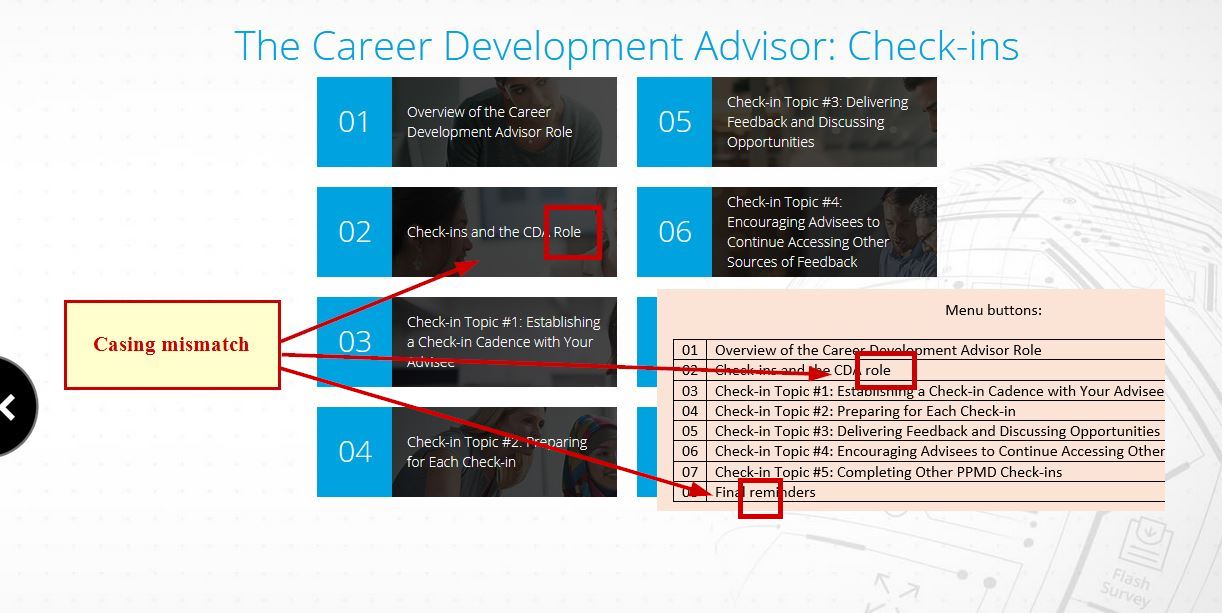 The Career Development Advisor: Check-ins
01
Overview of the Career
Development Advisor Role
02
Check-ins and the CDA Role
03
Check-in Topic #1: Establishing
a Check-in Cadence with Your
Advisee
04
Check-in Topic #2: Preparing
for Each Check-in
05
Check-in Topic #3: Delivering
Feedback and Discussing
Opportunities
06
Check-in Topic #4:
Encouraging Advisees to
Continue Accessing Other
Sources of Feedback
Casing mismatch
Menu buttons:
01 Overview of the Career Development Advisor Role
02 Check-ins and the CDA role
03 Check-in Topic #1: Establishing a Check-in Cadence with Your Advisee
04 Check-in Topic #2: Preparing for Each Check-in
05 Check-in Topic #3: Delivering Feedback and Discussing Opportunities
06 Check-in Topic #4: Encouraging Advisees to Continue Accessing Other
07 Check-in Topic #5: Completing Other PPMD Check-ins
Final reminders
Flash
Survey